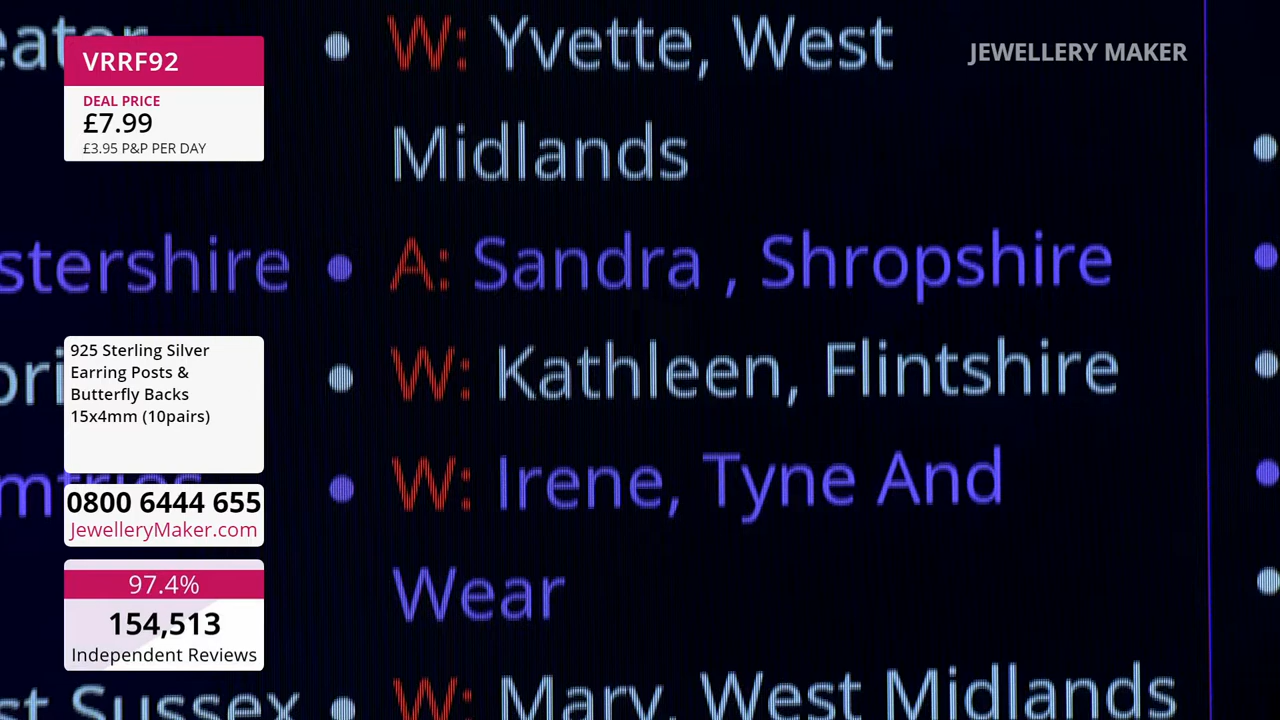 VRRF92
DEAL PRICE
£7.99
£3.95 P&P PER DAY
925 Sterling Silver
Earring Posts &
Butterfly Backs
15x4mm (10pairs)
0800 6444 655
JewelleryMaker.com
97.4%
154,513
Independent Reviews
JEWELLERY MAKER
W: Yvette, West
Midlands
A: Sandra , Shropshire
W: Kathleen, Flintshire
W: Irene, Tyne And
Wear
W: Mary, West Midlands
Sussex